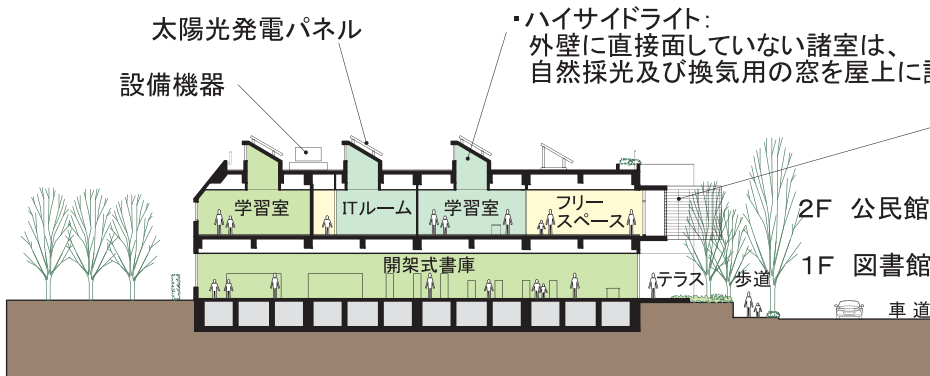 太陽光発電パネル
設備機器
・ハイサイドライト：
外壁に直接面していない諸室は、
自然採光及び換気用の窓を屋上に設
学習室
ITルーム
学習室
フリー
スペース
2F 公民館
開架式書庫
1F 図書館
テラス
歩道
車道